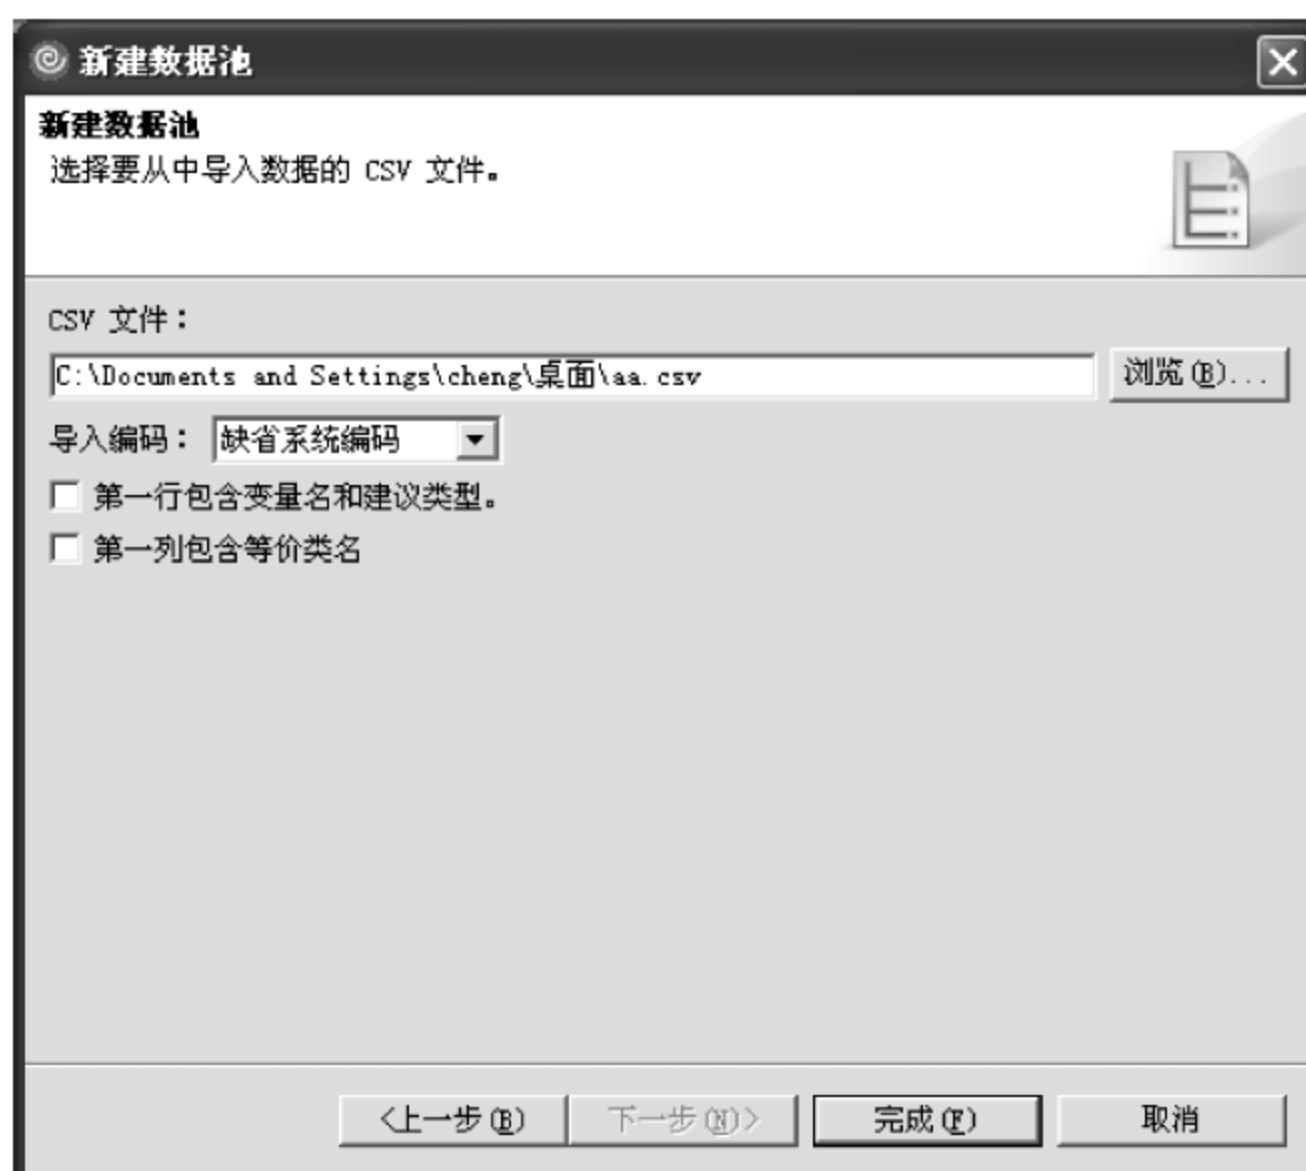 新建数据池
新建数据池
选择要从中导入数据的 CSV 文件。
CSV 文件：
C:\Documents and Settings\cheng\桌面\aa.csv
浏览(B)...
导入编码： 缺省系统编码
第一行包含变量名和建议类型。
第一列包含等价类名
<上一步(B) 下一步(N)> 完成(F) 取消